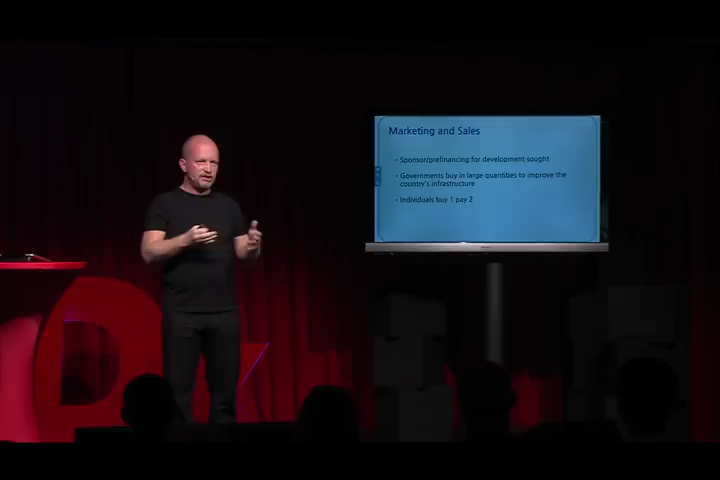 Marketing and Sales
- Sponsor/prefinancing for development sought
- Governments buy in large quantities to improve the
country's infrastructure
- Individuals buy 1 pay 2